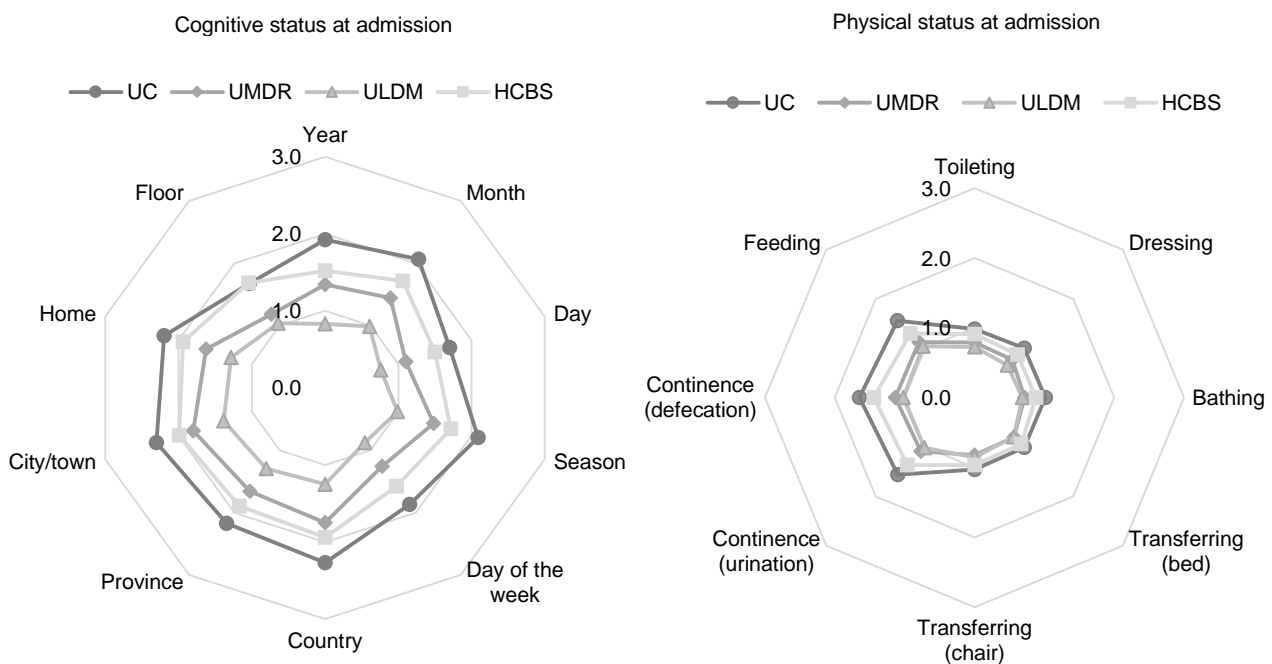 Cognitive status at admission
UC UMDR ULDM HCBS
Year
Month
Day
Season
Day of the
week
Country
Province
City/town
Home
Floor
3.0
2.0
1.0
0.0
Physical status at admission
UC UMDR ULDM HCBS
Toileting
Dressing
Bathing
Transferring
(bed)
Transferring
(chair)
Continence
(urination)
Continence
(defecation)
Feeding
3.0
2.0
1.0
0.0